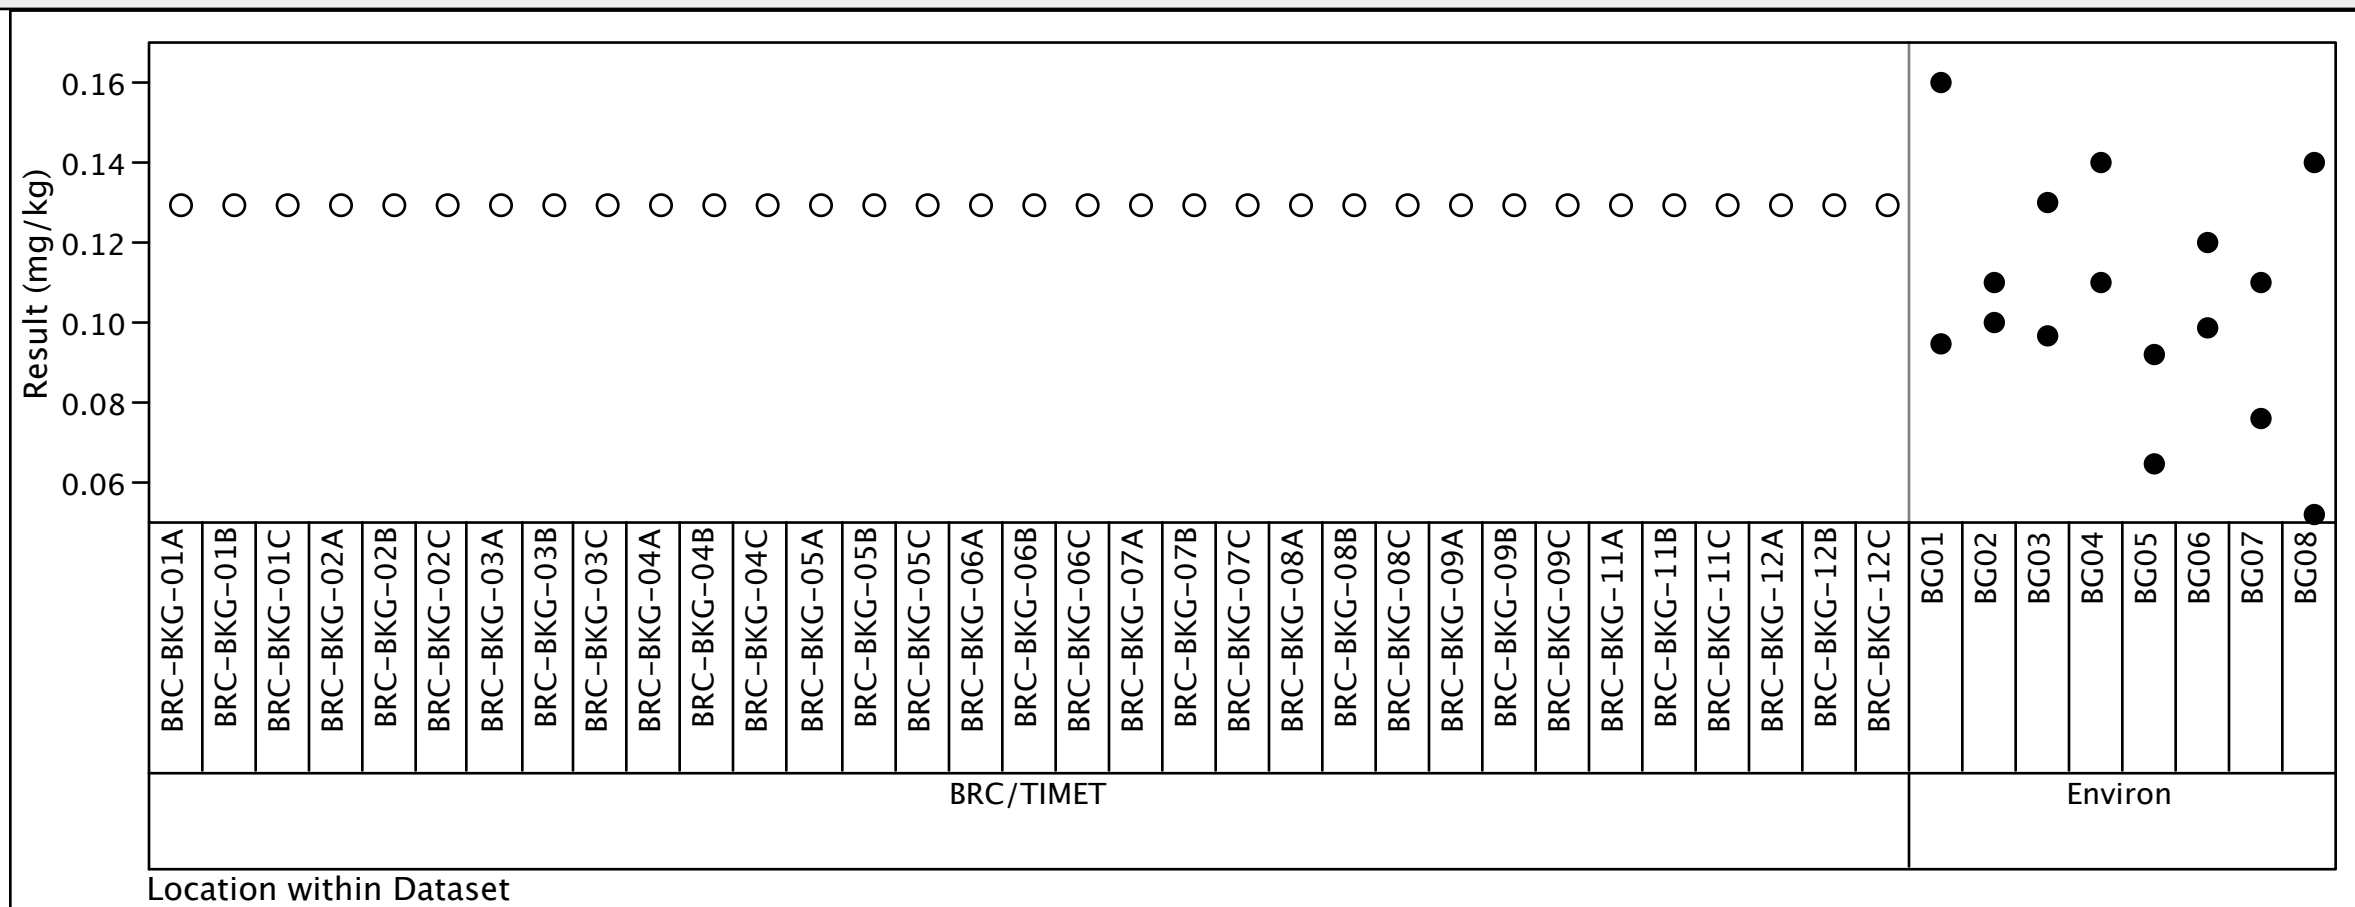 Result (mg/kg)
0.16
0.14
0.12
0.10
0.08
0.06
BRC-BKG-01A
BRC-BKG-01B
BRC-BKG-01C
BRC-BKG-02A
BRC-BKG-02B
BRC-BKG-02C
BRC-BKG-03A
BRC-BKG-03B
BRC-BKG-03C
BRC-BKG-04A
BRC-BKG-04B
BRC-BKG-04C
BRC-BKG-05A
BRC-BKG-05B
BRC-BKG-05C
BRC-BKG-06A
BRC-BKG-06B
BRC-BKG-06C
BRC-BKG-07A
BRC-BKG-07B
BRC-BKG-07C
BRC-BKG-08A
BRC-BKG-08B
BRC-BKG-08C
BRC-BKG-09A
BRC-BKG-09B
BRC-BKG-09C
BRC-BKG-11A
BRC-BKG-11B
BRC-BKG-11C
BRC-BKG-12A
BRC-BKG-12B
BRC-BKG-12C
BG01
BG02
BG03
BG04
BG05
BG06
BG07
BG08
BRC/TIMET
Environ
Location within Dataset